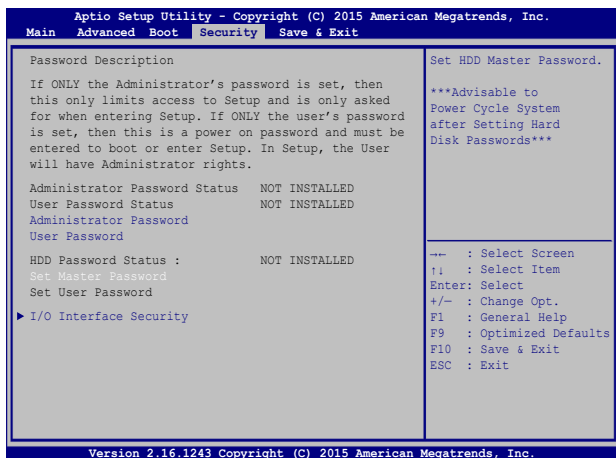 Aptio Setup Utility - Copyright (C) 2015 American Megatrends, Inc.
Main Advanced Boot Security Save & Exit
Password Description
If ONLY the Administrator's password is set, then
this only limits access to Setup and is only asked
for when entering Setup. If ONLY the user's password
is set, then this is a power on password and must be
entered to boot or enter Setup. In Setup, the User
will have Administrator rights.
Administrator Password Status NOT INSTALLED
User Password Status NOT INSTALLED
Administrator Password
User Password
HDD Password Status : NOT INSTALLED
Set Master Password
Set User Password
I/O Interface Security
Set HDD Master Password.
***Advisable to
Power Cycle System
after Setting Hard
Disk Passwords***
→← : Select Screen
↑↓ : Select Item
Enter: Select
+/— : Change Opt.
F1 : General Help
F9 : Optimized Defaults
F10 : Save & Exit
ESC : Exit
Version 2.16.1243 Copyright (C) 2015 American Megatrends, Inc.